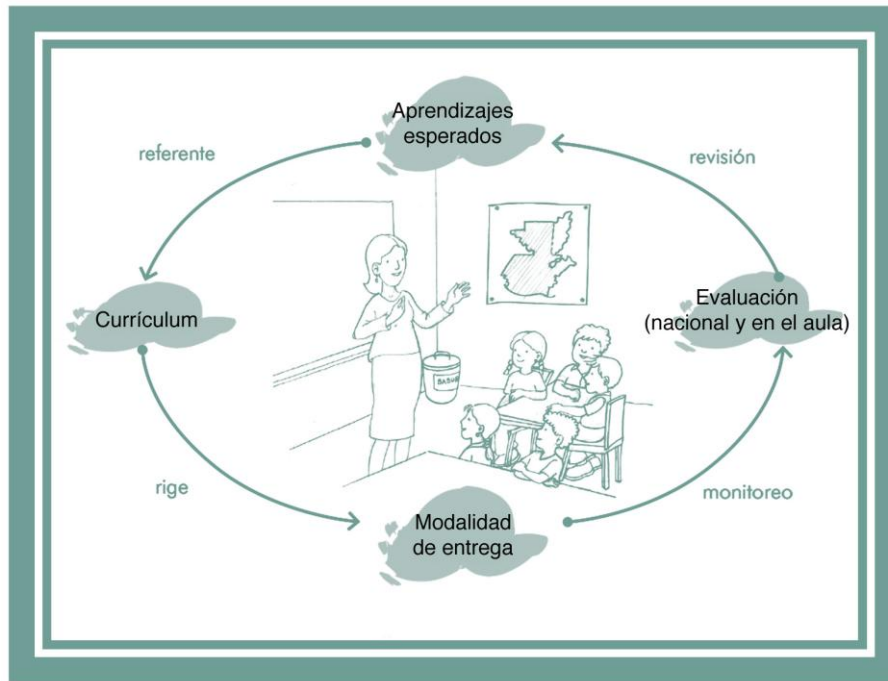 Aprendizajes
esperados
referente
revisión
Currículum
Evaluación
(nacional y en el aula)
rige
monitoreo
Modalidad
de entrega